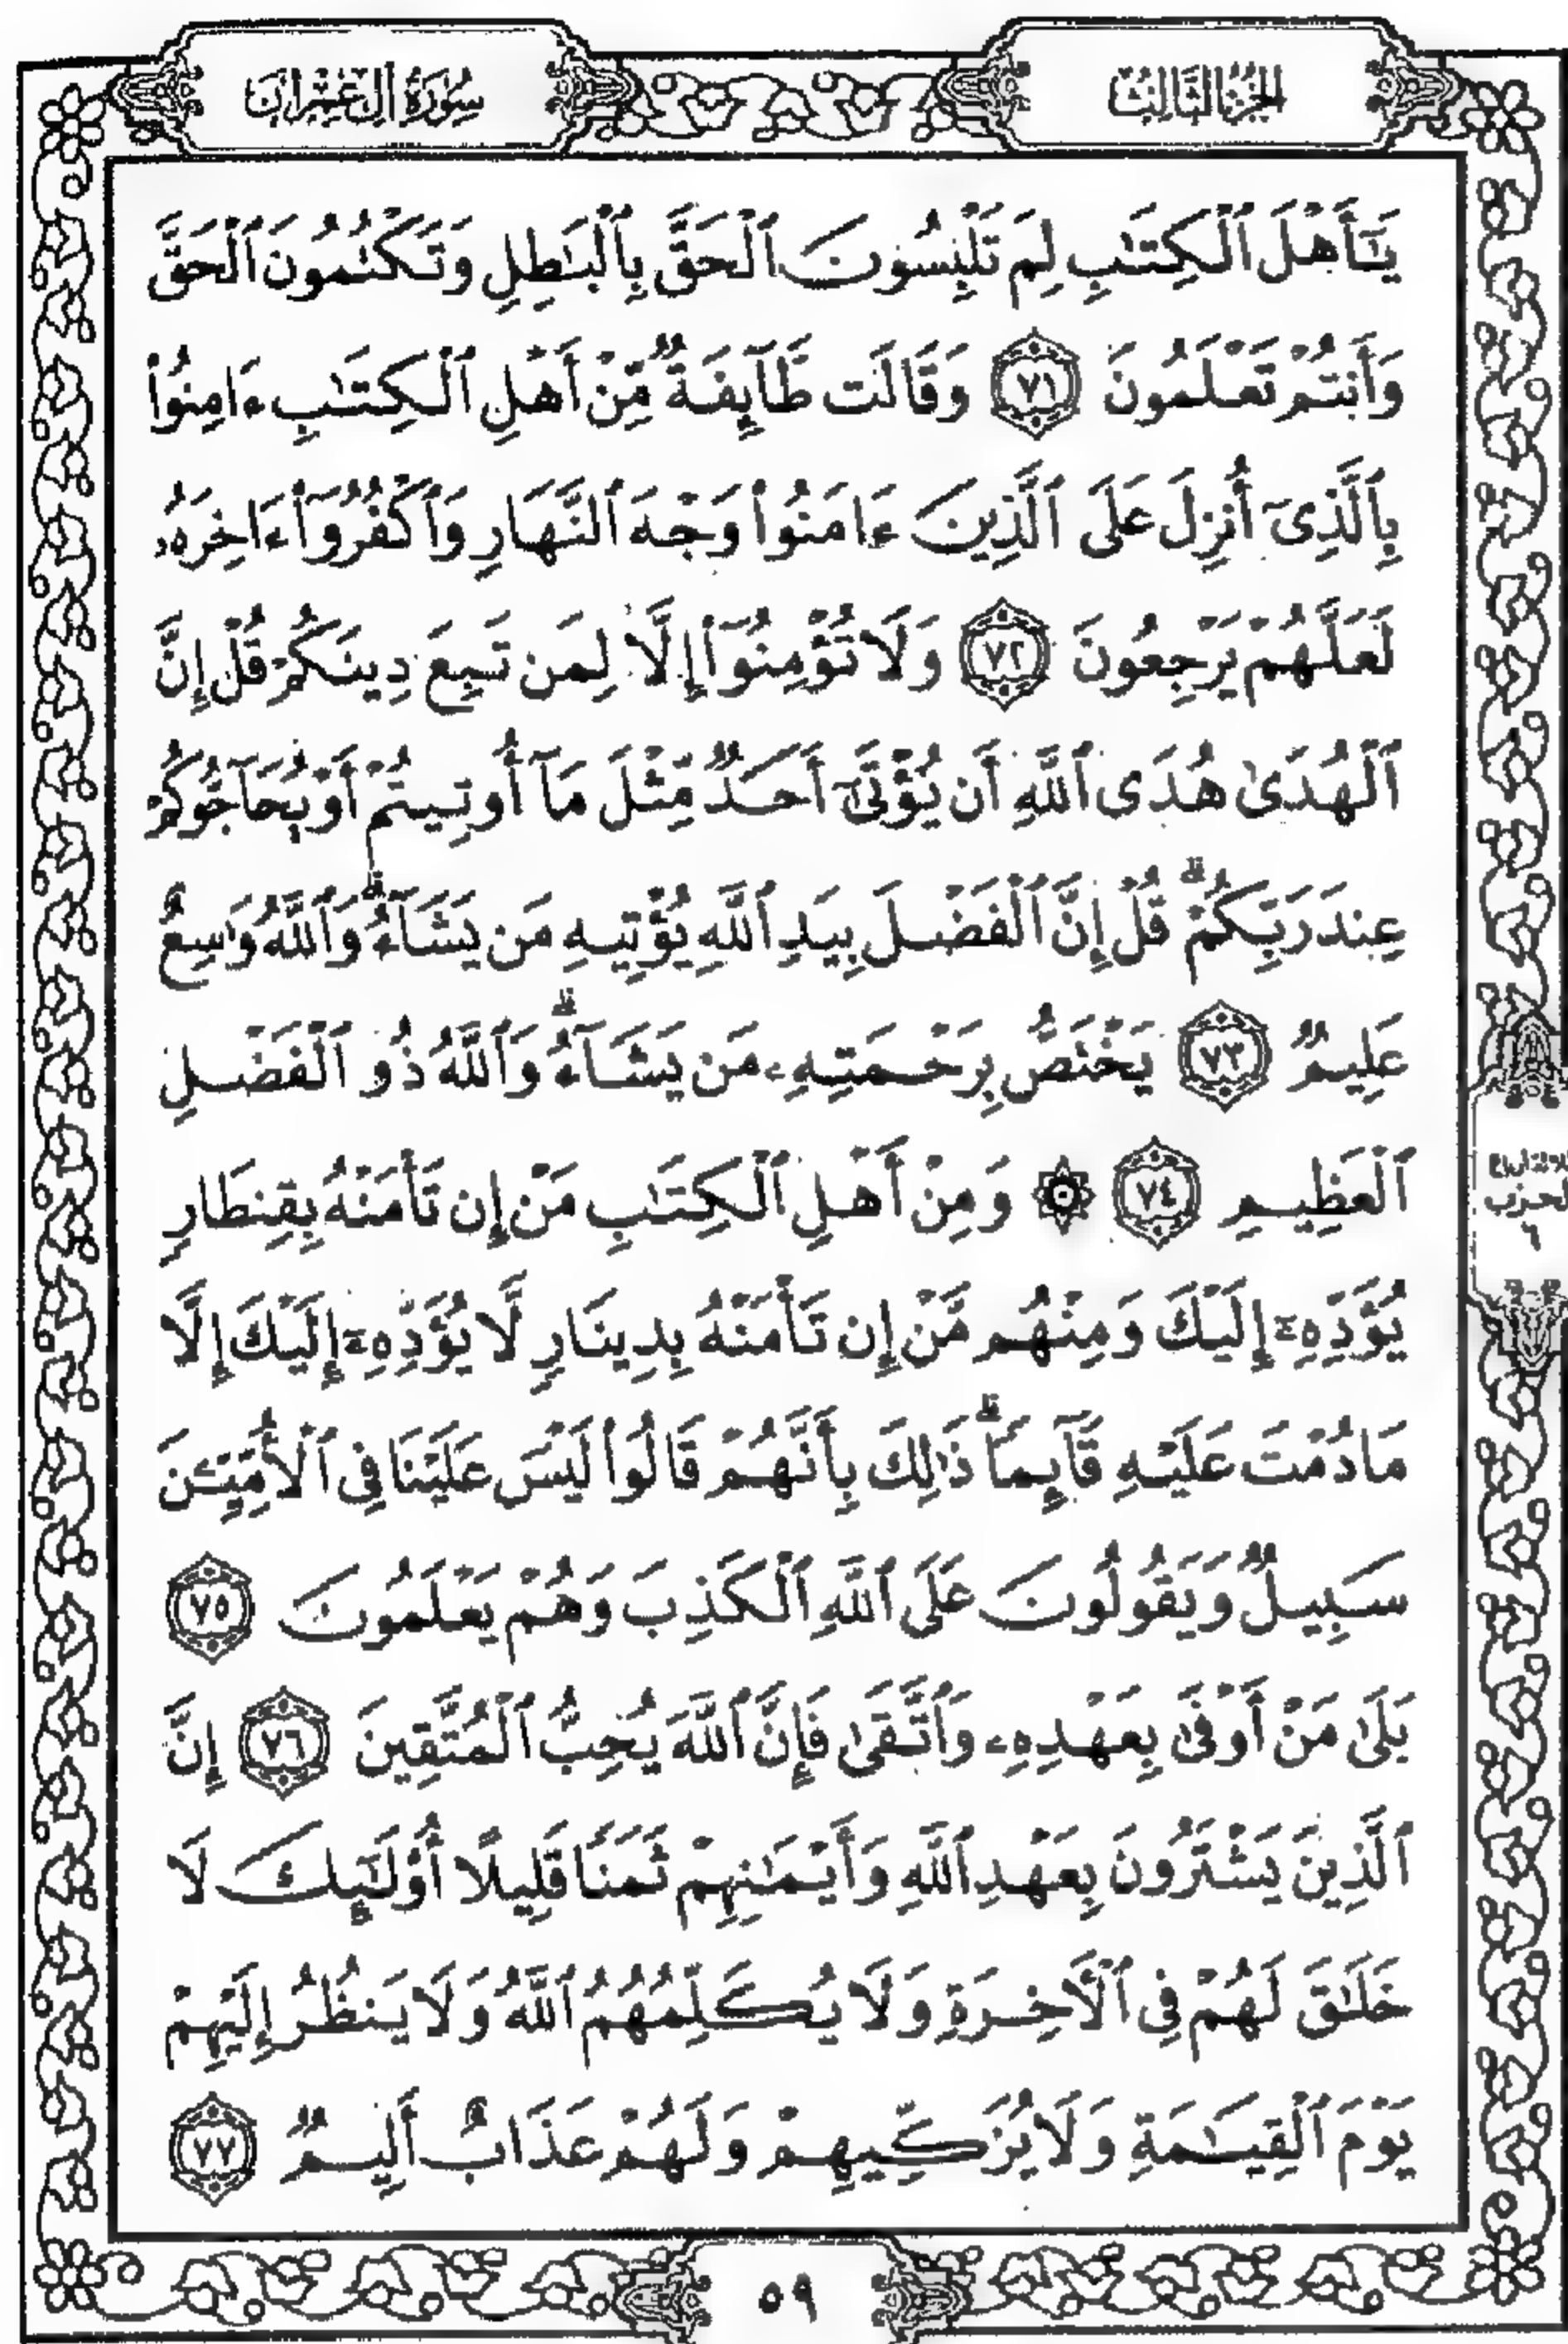 الجزء الثالث
سورة آل عمران
يَـٰٓأَهْلَ ٱلْكِتَـٰبِ لِمَ تَلْبِسُونَ ٱلْحَقَّ بِٱلْبَـٰطِلِ وَتَكْتُمُونَ ٱلْحَقَّ
وَأَنتُمْ تَعْلَمُونَ ٧١ وَقَالَت طَّآئِفَةٌ مِّنْ أَهْلِ ٱلْكِتَـٰبِ ءَامِنُوا۟
بِٱلَّذِىٓ أُنزِلَ عَلَى ٱلَّذِينَ ءَامَنُوا۟ وَجْهَ ٱلنَّهَارِ وَٱكْفُرُوٓا۟ ءَاخِرَهُۥ
لَعَلَّهُمْ يَرْجِعُونَ ٧٢ وَلَا تُؤْمِنُوٓا۟ إِلَّا لِمَن تَبِعَ دِينَكُمْ قُلْ إِنَّ
ٱلْهُدَىٰ هُدَى ٱللَّهِ أَن يُؤْتَىٰٓ أَحَدٌ مِّثْلَ مَآ أُوتِيتُمْ أَوْ يُحَآجُّوكُمْ
عِندَ رَبِّكُمْ ۗ قُلْ إِنَّ ٱلْفَضْلَ بِيَدِ ٱللَّهِ يُؤْتِيهِ مَن يَشَآءُ ۗ وَٱللَّهُ وَٰسِعٌ
عَلِيمٌ ٧٣ يَخْتَصُّ بِرَحْمَتِهِۦ مَن يَشَآءُ ۗ وَٱللَّهُ ذُو ٱلْفَضْلِ
ٱلْعَظِيمِ ٧٤ ۞ وَمِنْ أَهْلِ ٱلْكِتَـٰبِ مَنْ إِن تَأْمَنْهُ بِقِنطَارٍ
يُؤَدِّهِۦٓ إِلَيْكَ وَمِنْهُم مَّنْ إِن تَأْمَنْهُ بِدِينَارٍ لَّا يُؤَدِّهِۦٓ إِلَيْكَ إِلَّا
مَا دُمْتَ عَلَيْهِ قَآئِمًا ۗ ذَٰلِكَ بِأَنَّهُمْ قَالُوا۟ لَيْسَ عَلَيْنَا فِى ٱلْأُمِّيِّـۧنَ
سَبِيلٌ وَيَقُولُونَ عَلَى ٱللَّهِ ٱلْكَذِبَ وَهُمْ يَعْلَمُونَ ٧٥
بَلَىٰ مَنْ أَوْفَىٰ بِعَهْدِهِۦ وَٱتَّقَىٰ فَإِنَّ ٱللَّهَ يُحِبُّ ٱلْمُتَّقِينَ ٧٦ إِنَّ
ٱلَّذِينَ يَشْتَرُونَ بِعَهْدِ ٱللَّهِ وَأَيْمَـٰنِهِمْ ثَمَنًا قَلِيلًا أُو۟لَـٰٓئِكَ لَا
خَلَـٰقَ لَهُمْ فِى ٱلْـَٔاخِرَةِ وَلَا يُكَلِّمُهُمُ ٱللَّهُ وَلَا يَنظُرُ إِلَيْهِمْ
يَوْمَ ٱلْقِيَـٰمَةِ وَلَا يُزَكِّيهِمْ وَلَهُمْ عَذَابٌ أَلِيمٌ ٧٧
الحزب
٦
٥٩